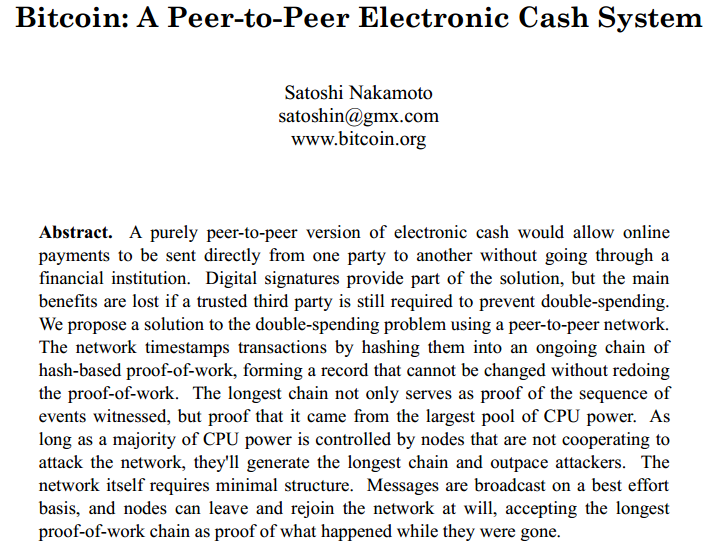 Bitcoin: A Peer-to-Peer Electronic Cash System
Satoshi Nakamoto
satoshin@gmx.com
www.bitcoin.org
Abstract. A purely peer-to-peer version of electronic cash would allow online
payments to be sent directly from one party to another without going through a
financial institution. Digital signatures provide part of the solution, but the main
benefits are lost if a trusted third party is still required to prevent double-spending.
We propose a solution to the double-spending problem using a peer-to-peer network.
The network timestamps transactions by hashing them into an ongoing chain of
hash-based proof-of-work, forming a record that cannot be changed without redoing
the proof-of-work. The longest chain not only serves as proof of the sequence of
events witnessed, but proof that it came from the largest pool of CPU power. As
long as a majority of CPU power is controlled by nodes that are not cooperating to
attack the network, they'll generate the longest chain and outpace attackers. The
network itself requires minimal structure. Messages are broadcast on a best effort
basis, and nodes can leave and rejoin the network at will, accepting the longest
proof-of-work chain as proof of what happened while they were gone.